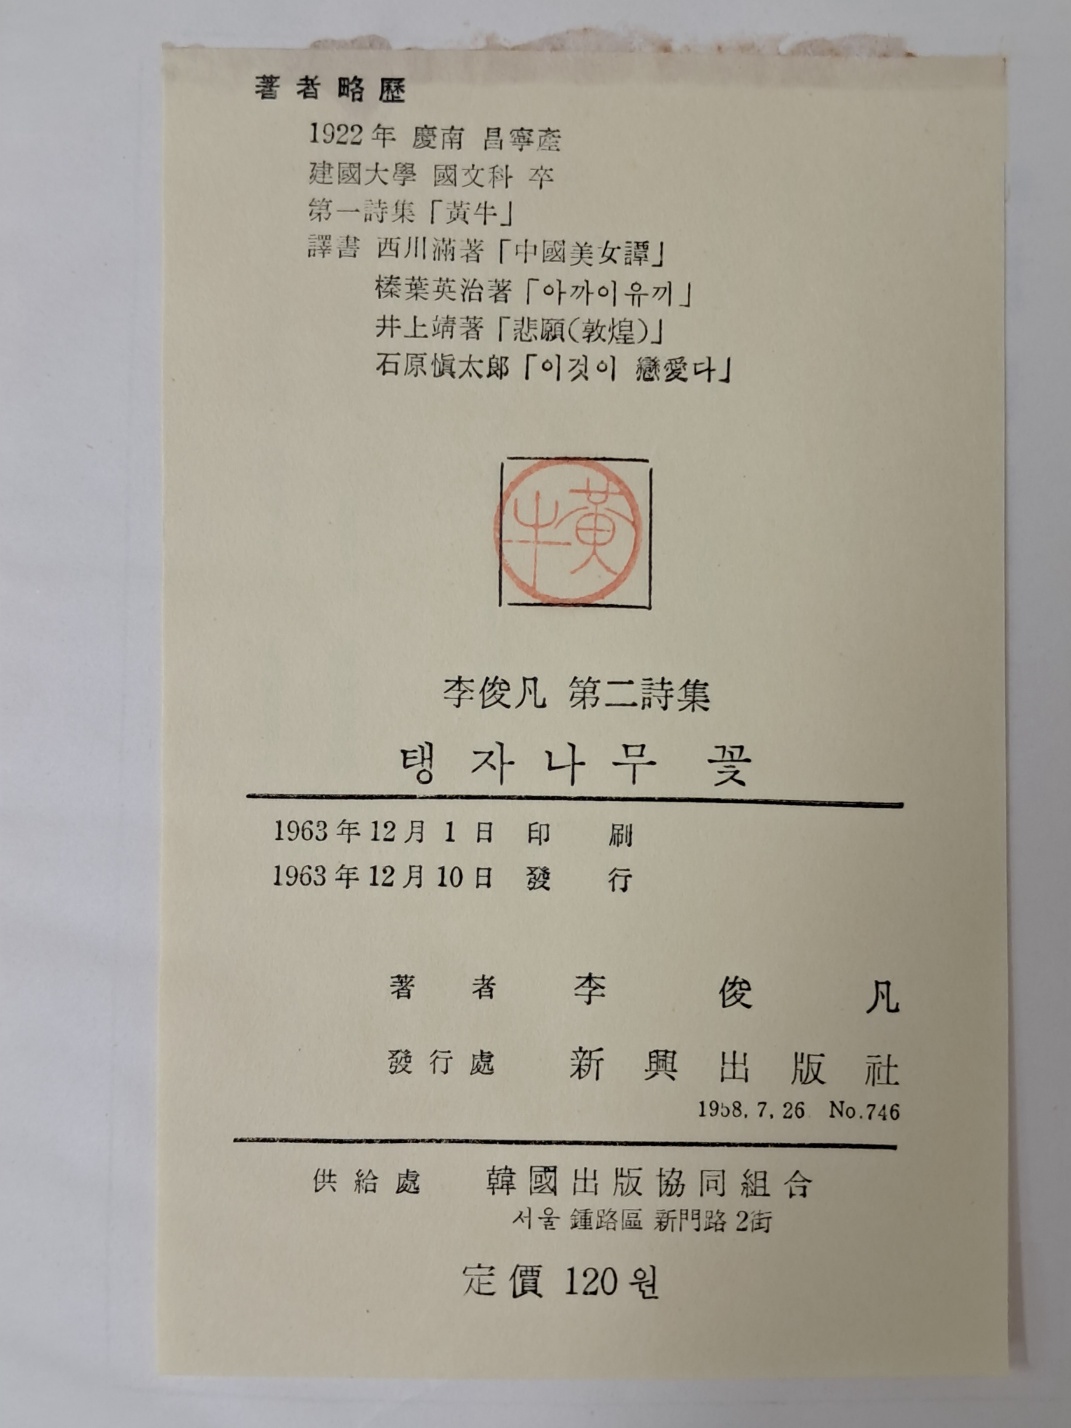 著者略歷
1922年 慶南 昌寧產
建國大學 國文科 卒
第一詩集「黃牛」
譯書 西川滿著「中國美女譚」
榛葉英治著「아까이유끼」
井上靖著「悲願(敦煌)」
石原愼太郎「이것이 戀愛다」
黃牛
李俊凡 第二詩集
탱자나무 꽃
1963年12月 1日 印 刷
1963年12月10日 發 行
著 者 李 俊 凡
發行處 新興出版社
1958. 7. 26 No.746
供給處 韓國出版協同組合
서울 鍾路區 新門路 2街
定價 120원